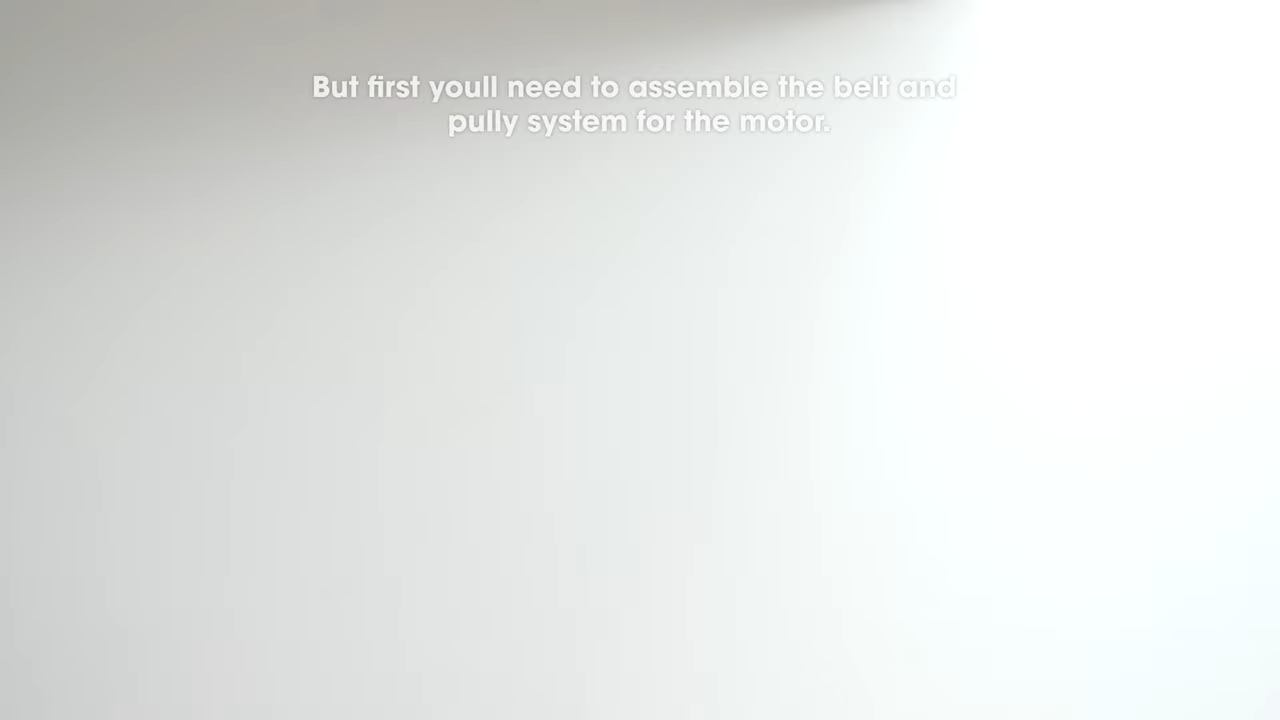 But first youll need to assemble the belt and
pully system for the motor.